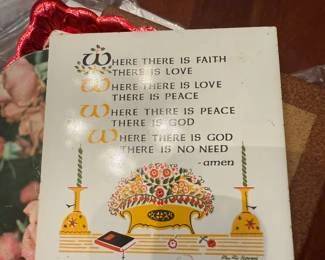 WHERE THERE IS FAITH
THERE IS LOVE
WHERE THERE IS LOVE
THERE IS PEACE
WHERE THERE IS PEACE
THERE IS GOD
WHERE THERE IS GOD
THERE IS NO NEED
-amen